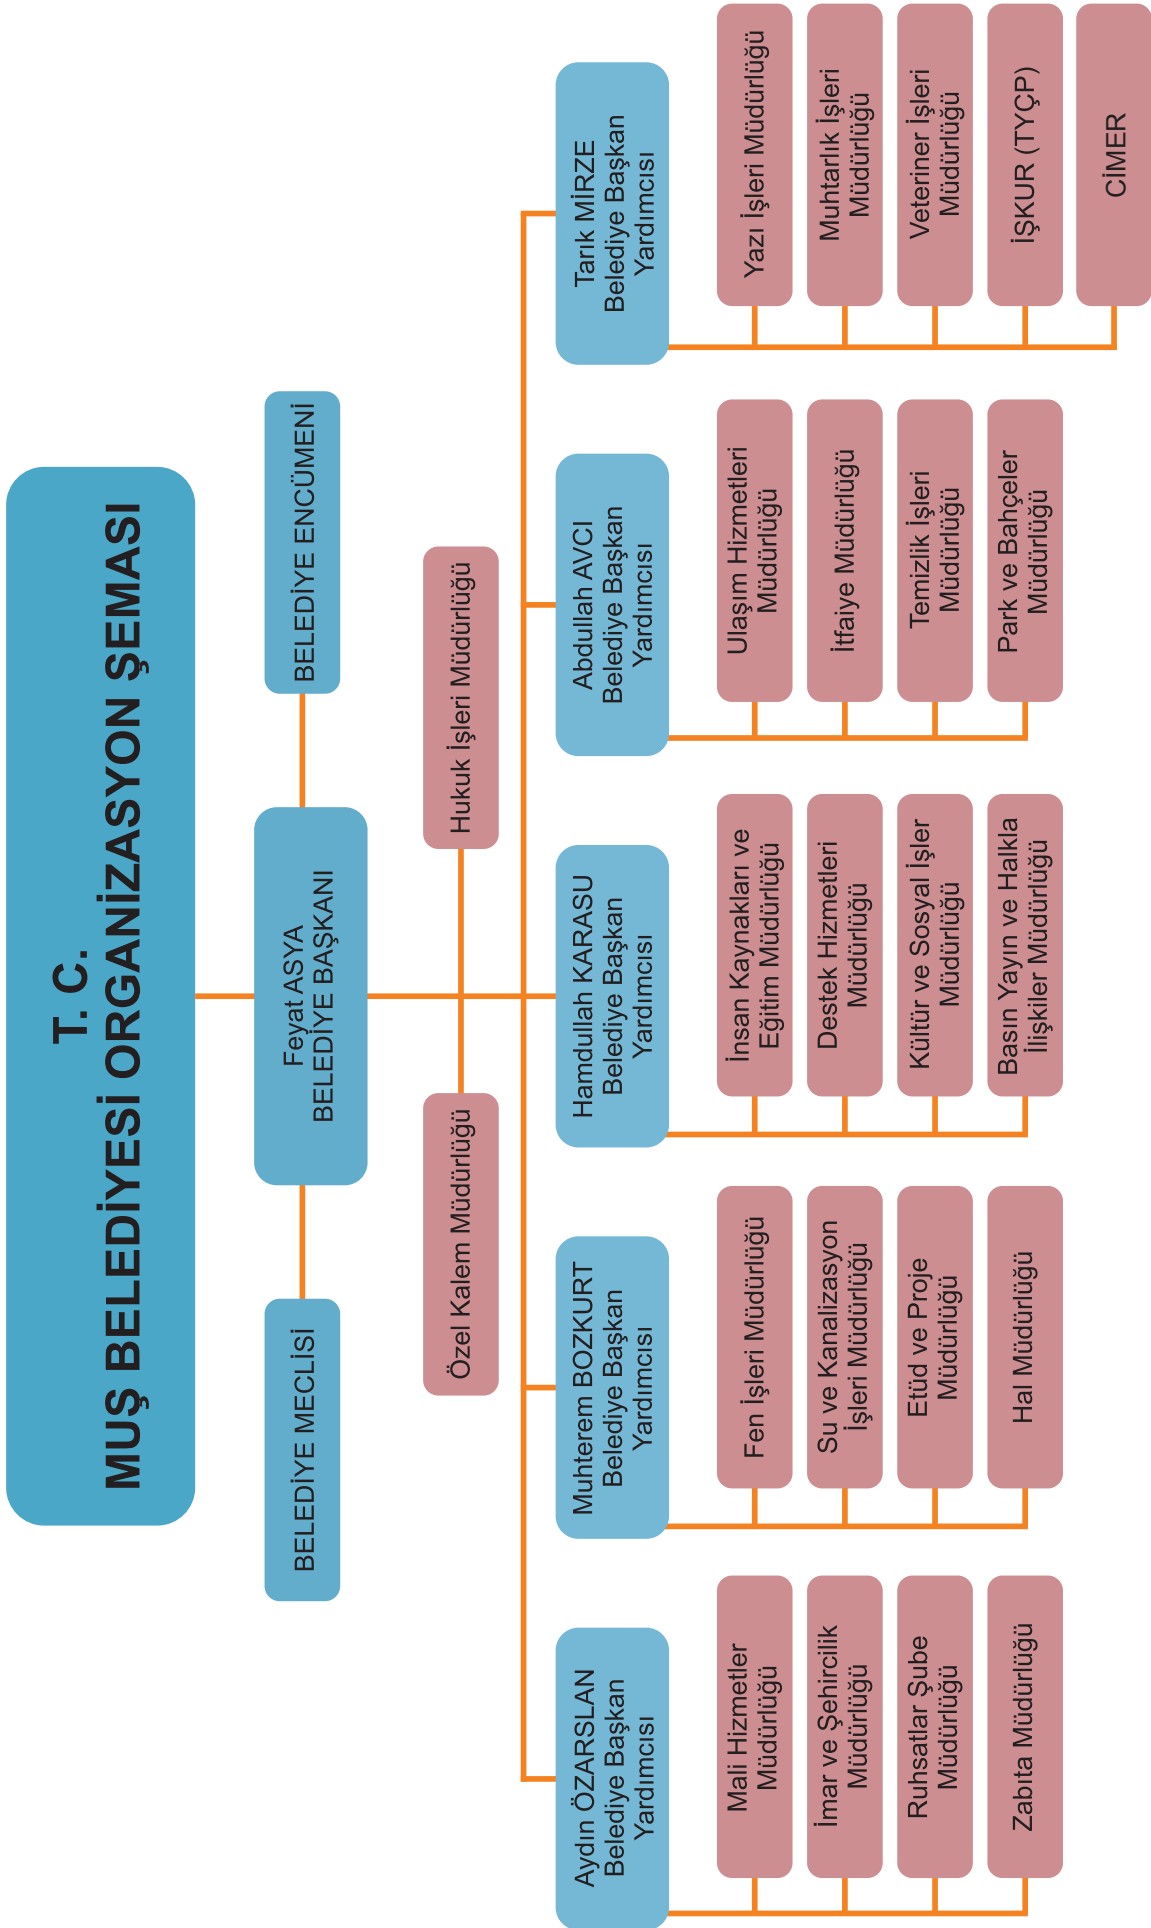 T. C.
MUŞ BELEDİYESİ ORGANİZASYON ŞEMASI
BELEDİYE MECLİSİ
Feyat ASYA
BELEDİYE BAŞKANI
BELEDİYE ENCÜMENİ
Özel Kalem Müdürlüğü
Hukuk İşleri Müdürlüğü
Aydın ÖZARSLAN
Belediye Başkan
Yardımcısı
Mali Hizmetler
Müdürlüğü
İmar ve Şehircilik
Müdürlüğü
Ruhsatlar Şube
Müdürlüğü
Zabıta Müdürlüğü
Muhterem BOZKURT
Belediye Başkan
Yardımcısı
Fen İşleri Müdürlüğü
Su ve Kanalizasyon
İşleri Müdürlüğü
Etüd ve Proje
Müdürlüğü
Hal Müdürlüğü
Hamdullah KARASU
Belediye Başkan
Yardımcısı
İnsan Kaynakları ve
Eğitim Müdürlüğü
Destek Hizmetleri
Müdürlüğü
Kültür ve Sosyal İşler
Müdürlüğü
Basın Yayın ve Halkla
İlişkiler Müdürlüğü
Abdullah AVCI
Belediye Başkan
Yardımcısı
Ulaşım Hizmetleri
Müdürlüğü
İtfaiye Müdürlüğü
Temizlik İşleri
Müdürlüğü
Park ve Bahçeler
Müdürlüğü
Tarık MİRZE
Belediye Başkan
Yardımcısı
Yazı İşleri Müdürlüğü
Muhtarlık İşleri
Müdürlüğü
Veteriner İşleri
Müdürlüğü
İŞKUR (TYÇP)
CİMER